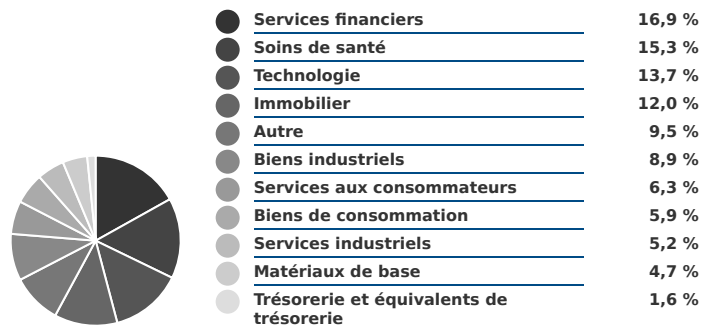 Services financiers 16,9 %
Soins de santé 15,3 %
Technologie 13,7 %
Immobilier 12,0 %
Autre 9,5 %
Biens industriels 8,9 %
Services aux consommateurs 6,3 %
Biens de consommation 5,9 %
Services industriels 5,2 %
Matériaux de base 4,7 %
Trésorerie et équivalents de 1,6 %
trésorerie